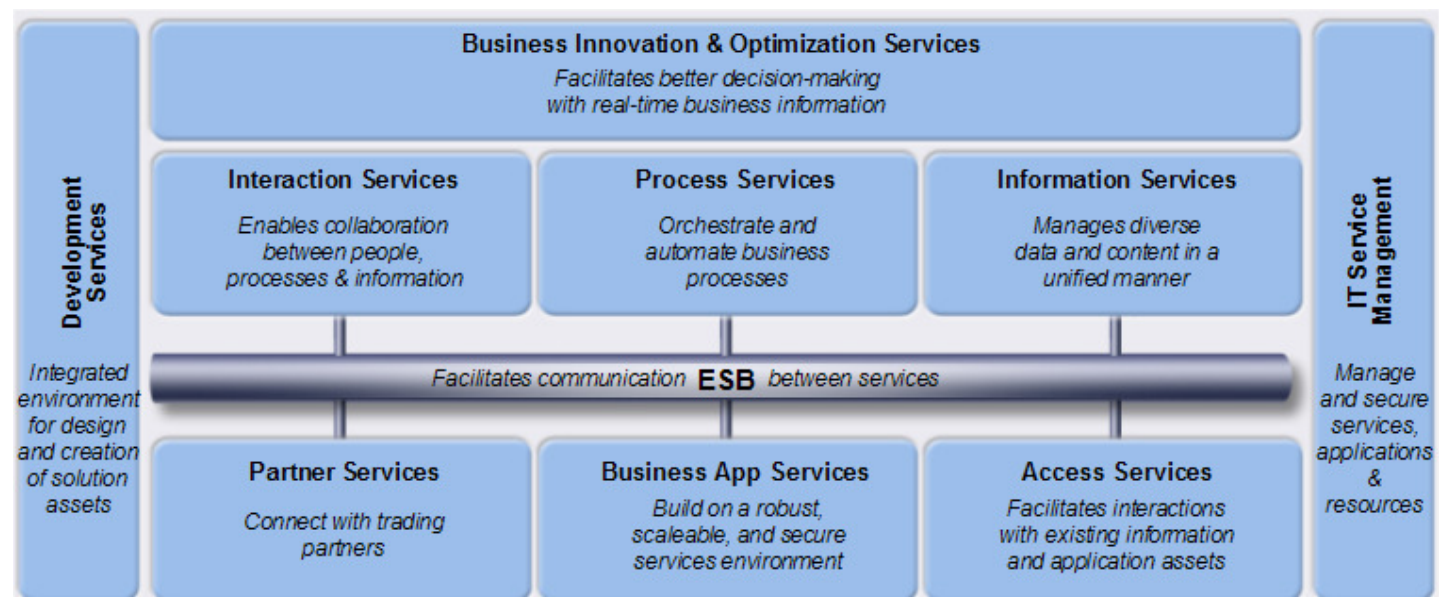 Business Innovation & Optimization Services
Facilitates better decision-making
with real-time business information
Development
Services
Integrated
environment
for design
and creation
of solution
assets
Interaction Services
Enables collaboration
between people,
processes & information
Process Services
Orchestrate and
automate business
processes
Information Services
Manages diverse
data and content in a
unified manner
IT Service
Management
Manage
and secure
services,
applications
&
resources
Facilitates communication ESB between services
Partner Services
Connect with trading
partners
Business App Services
Build on a robust,
scaleable, and secure
services environment
Access Services
Facilitates interactions
with existing information
and application assets